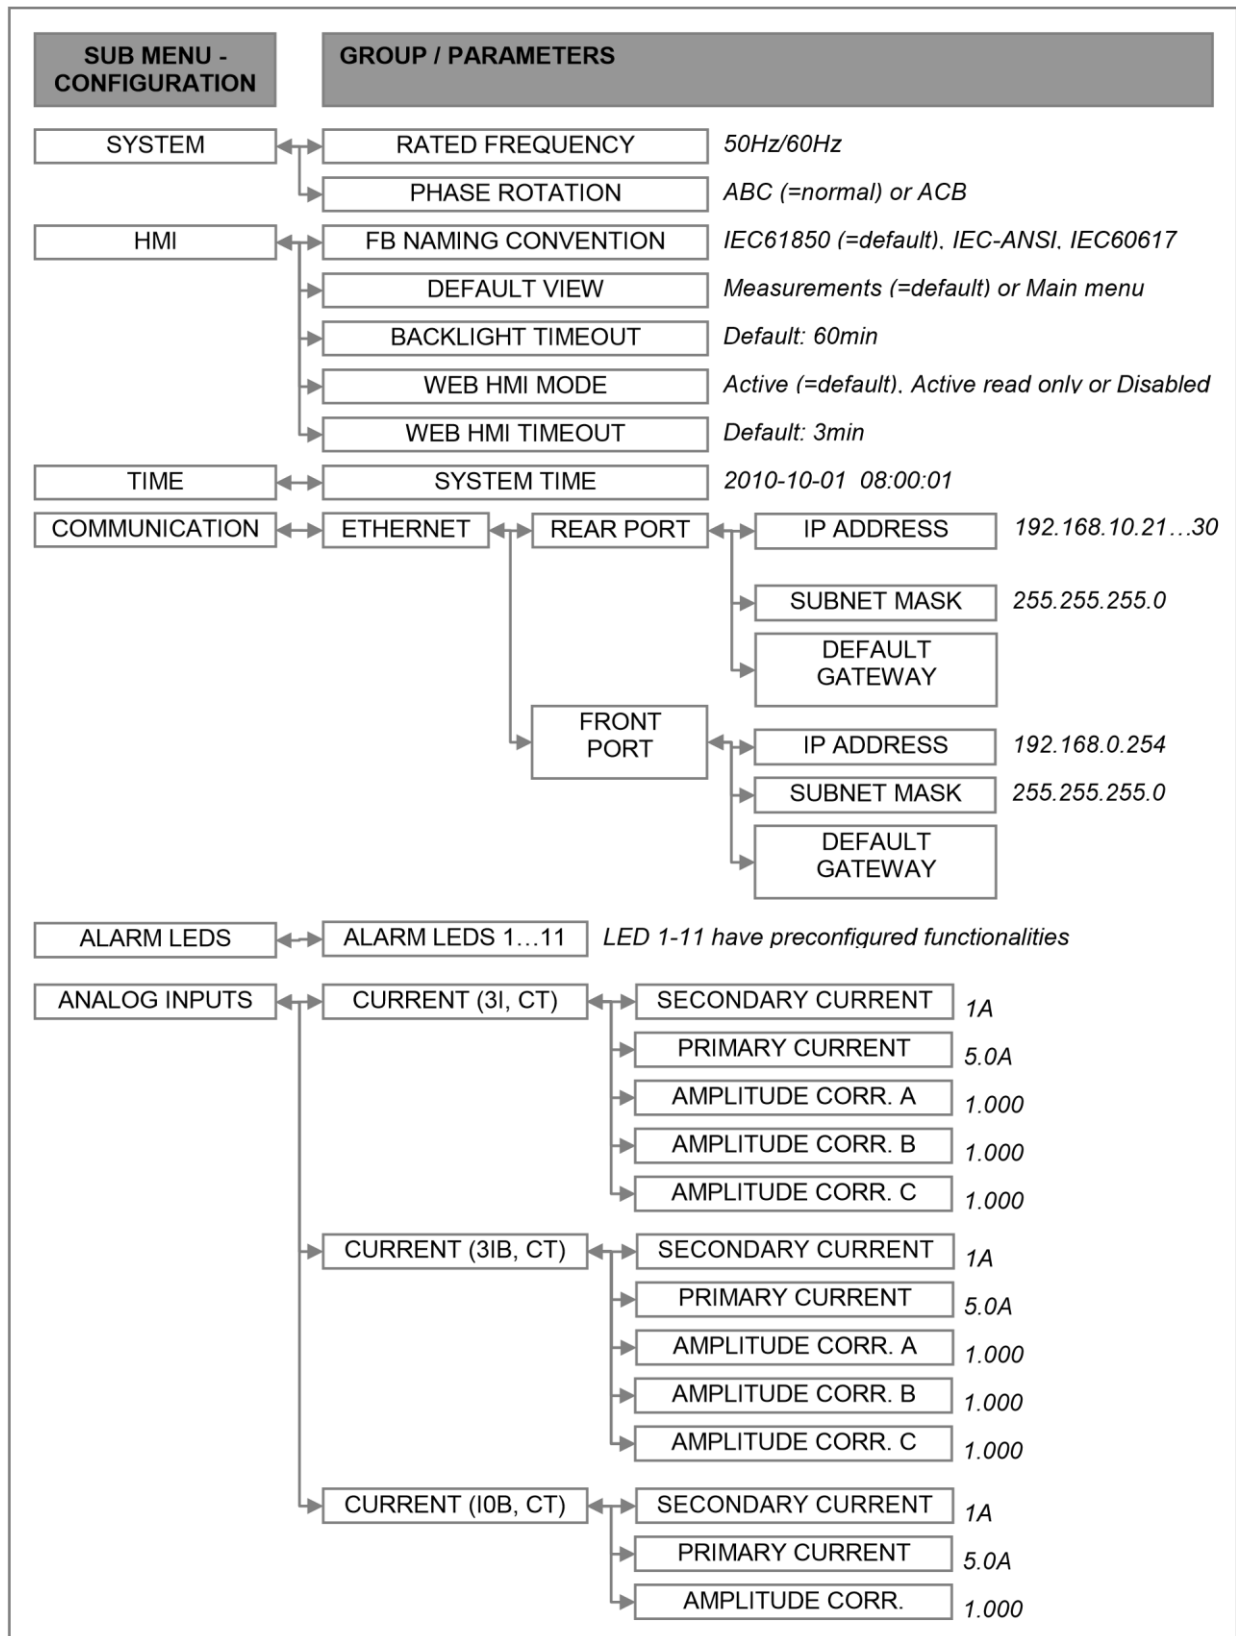 SUB MENU -
CONFIGURATION
GROUP / PARAMETERS
SYSTEM
RATED FREQUENCY
50Hz/60Hz
PHASE ROTATION
ABC (=normal) or ACB
HMI
FB NAMING CONVENTION
IEC61850 (=default), IEC-ANSI, IEC60617
DEFAULT VIEW
Measurements (=default) or Main menu
BACKLIGHT TIMEOUT
Default: 60min
WEB HMI MODE
Active (=default), Active read only or Disabled
WEB HMI TIMEOUT
Default: 3min
TIME
SYSTEM TIME
2010-10-01 08:00:01
COMMUNICATION
ETHERNET
REAR PORT
IP ADDRESS
192.168.10.21...30
SUBNET MASK
255.255.255.0
DEFAULT
GATEWAY
FRONT
PORT
IP ADDRESS
192.168.0.254
SUBNET MASK
255.255.255.0
DEFAULT
GATEWAY
ALARM LEDS
ALARM LEDS 1...11
LED 1-11 have preconfigured functionalities
ANALOG INPUTS
CURRENT (3I, CT)
SECONDARY CURRENT
1A
PRIMARY CURRENT
5.0A
AMPLITUDE CORR. A
1.000
AMPLITUDE CORR. B
1.000
AMPLITUDE CORR. C
1.000
CURRENT (3IB, CT)
SECONDARY CURRENT
1A
PRIMARY CURRENT
5.0A
AMPLITUDE CORR. A
1.000
AMPLITUDE CORR. B
1.000
AMPLITUDE CORR. C
1.000
CURRENT (I0B, CT)
SECONDARY CURRENT
1A
PRIMARY CURRENT
5.0A
AMPLITUDE CORR.
1.000